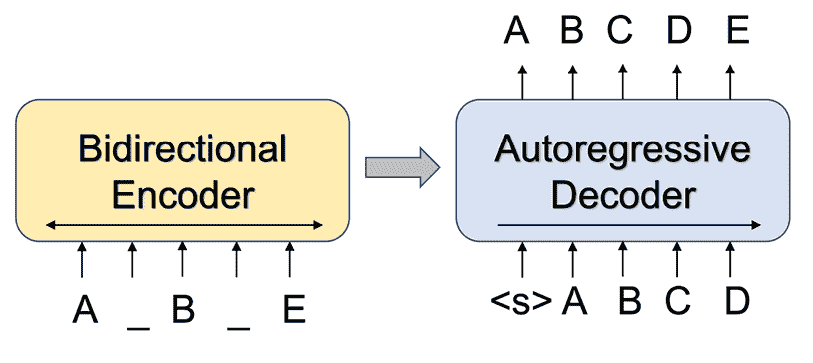 A B C D E
Bidirectional
Encoder
Autoregressive
Decoder
A _ B _ E
<s> A B C D